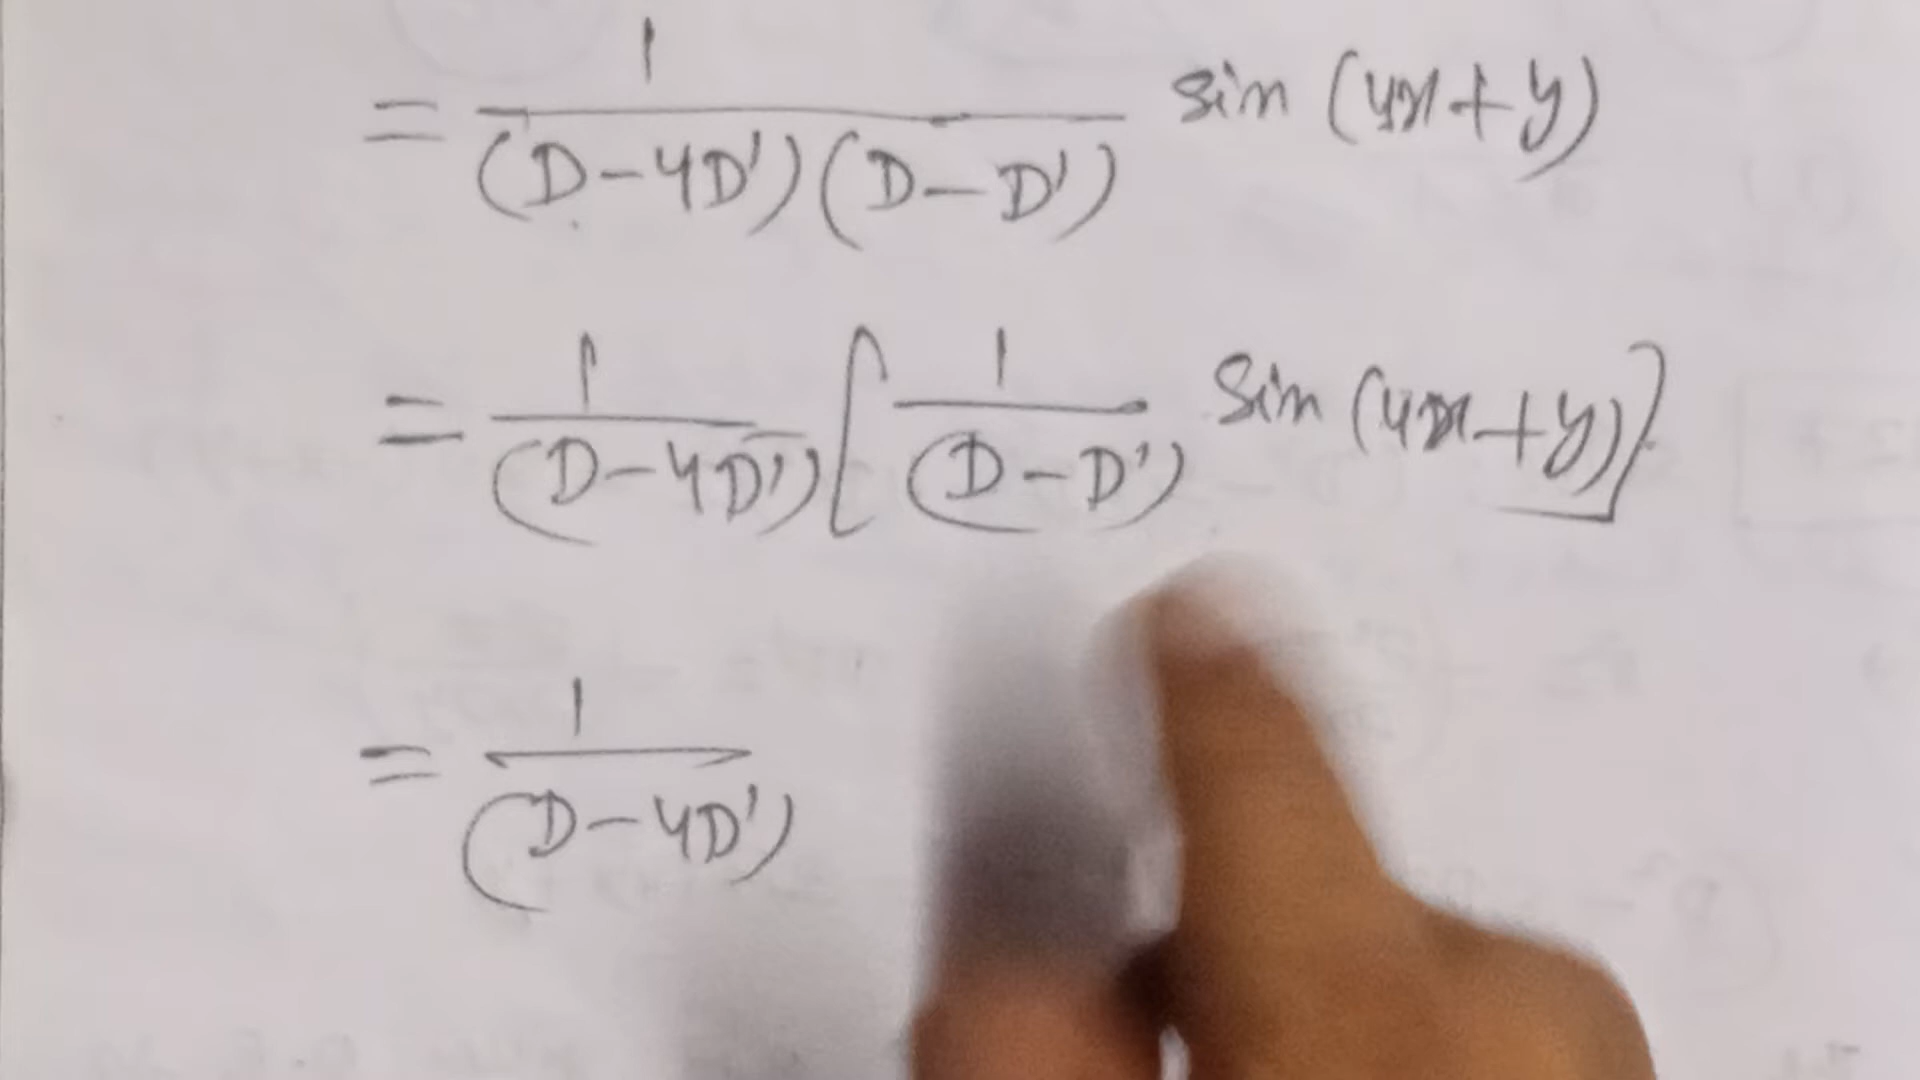 = 1 / (D-4D')(D-D') sin (4x+y)
= 1 / (D-4D') [ 1 / (D-D') sin (4x+y) ]
= 1 / (D-4D')